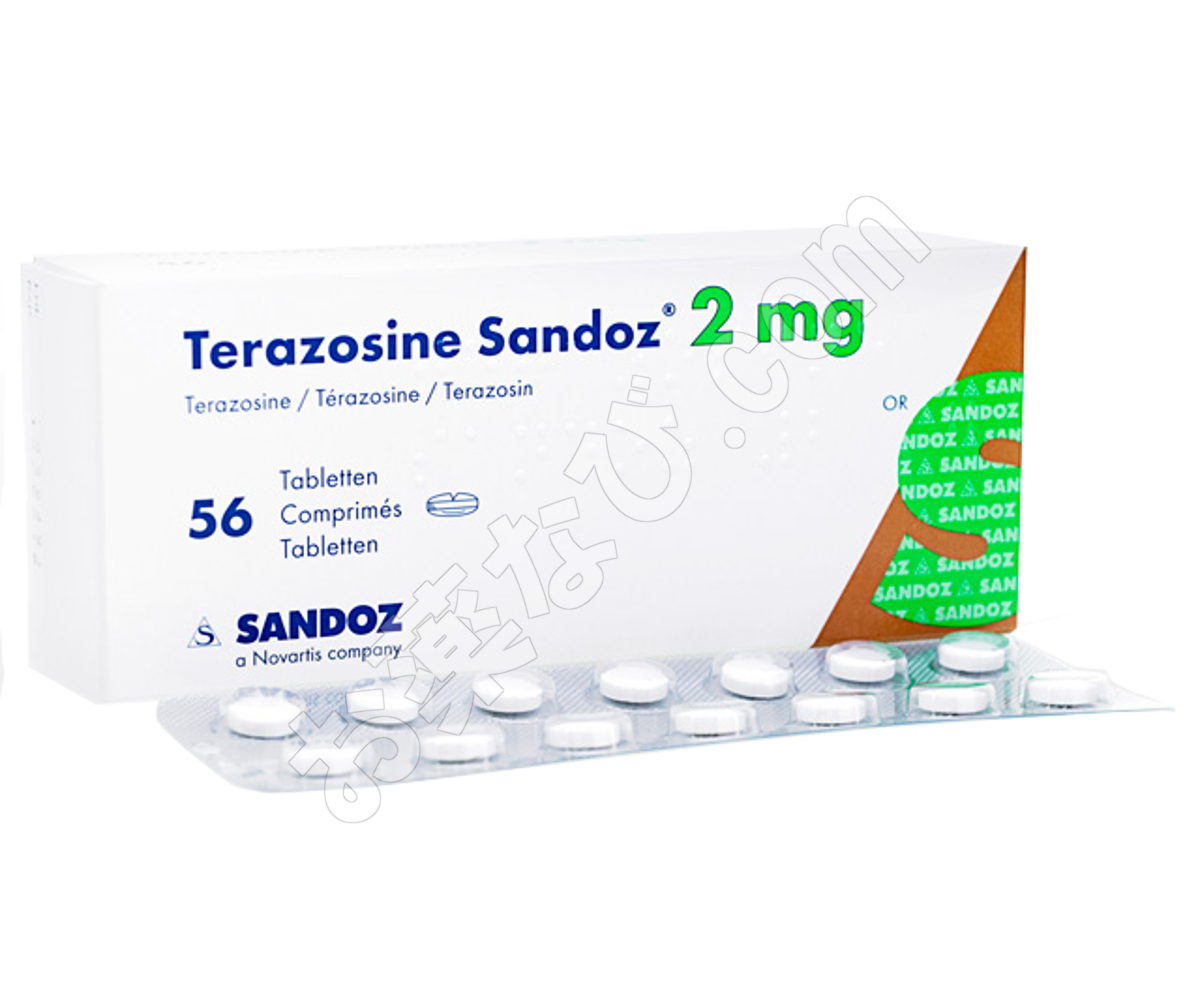 Terazosine Sandoz® 2 mg
Terazosine / Térazosine / Terazosin
OR
56
Tabletten
Comprimés
Tabletten
SANDOZ
a Novartis company
SANDOZ
SANDOZ
SANDOZ
SANDOZ
SANDOZ
お薬なび.com